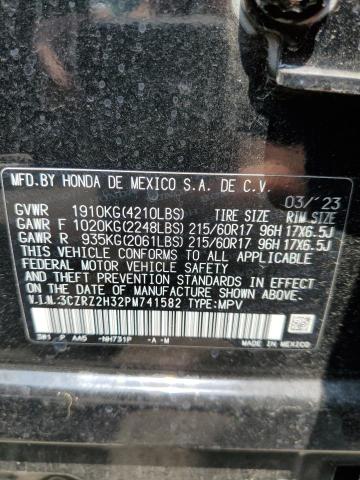 MFD.BY HONDA DE MEXICO S.A. DE C.V.
03/'23
GVWR 1910KG(4210LBS) TIRE SIZE RIM SIZE
GAWR F 1020KG(2248LBS) 215/60R17 96H 17X6.5J
GAWR R 935KG(2061LBS) 215/60R17 96H 17X6.5J
THIS VEHICLE CONFORMS TO ALL APPLICABLE
FEDERAL MOTOR VEHICLE SAFETY AND THEFT
PREVENTION STANDARDS IN EFFECT ON THE
DATE OF MANUFACTURE SHOWN ABOVE.
V.I.N.:3CZRZ2H32PM741582 TYPE:MPV
3B1 P AA5 -NH731P -A -M
MADE IN MEXICO